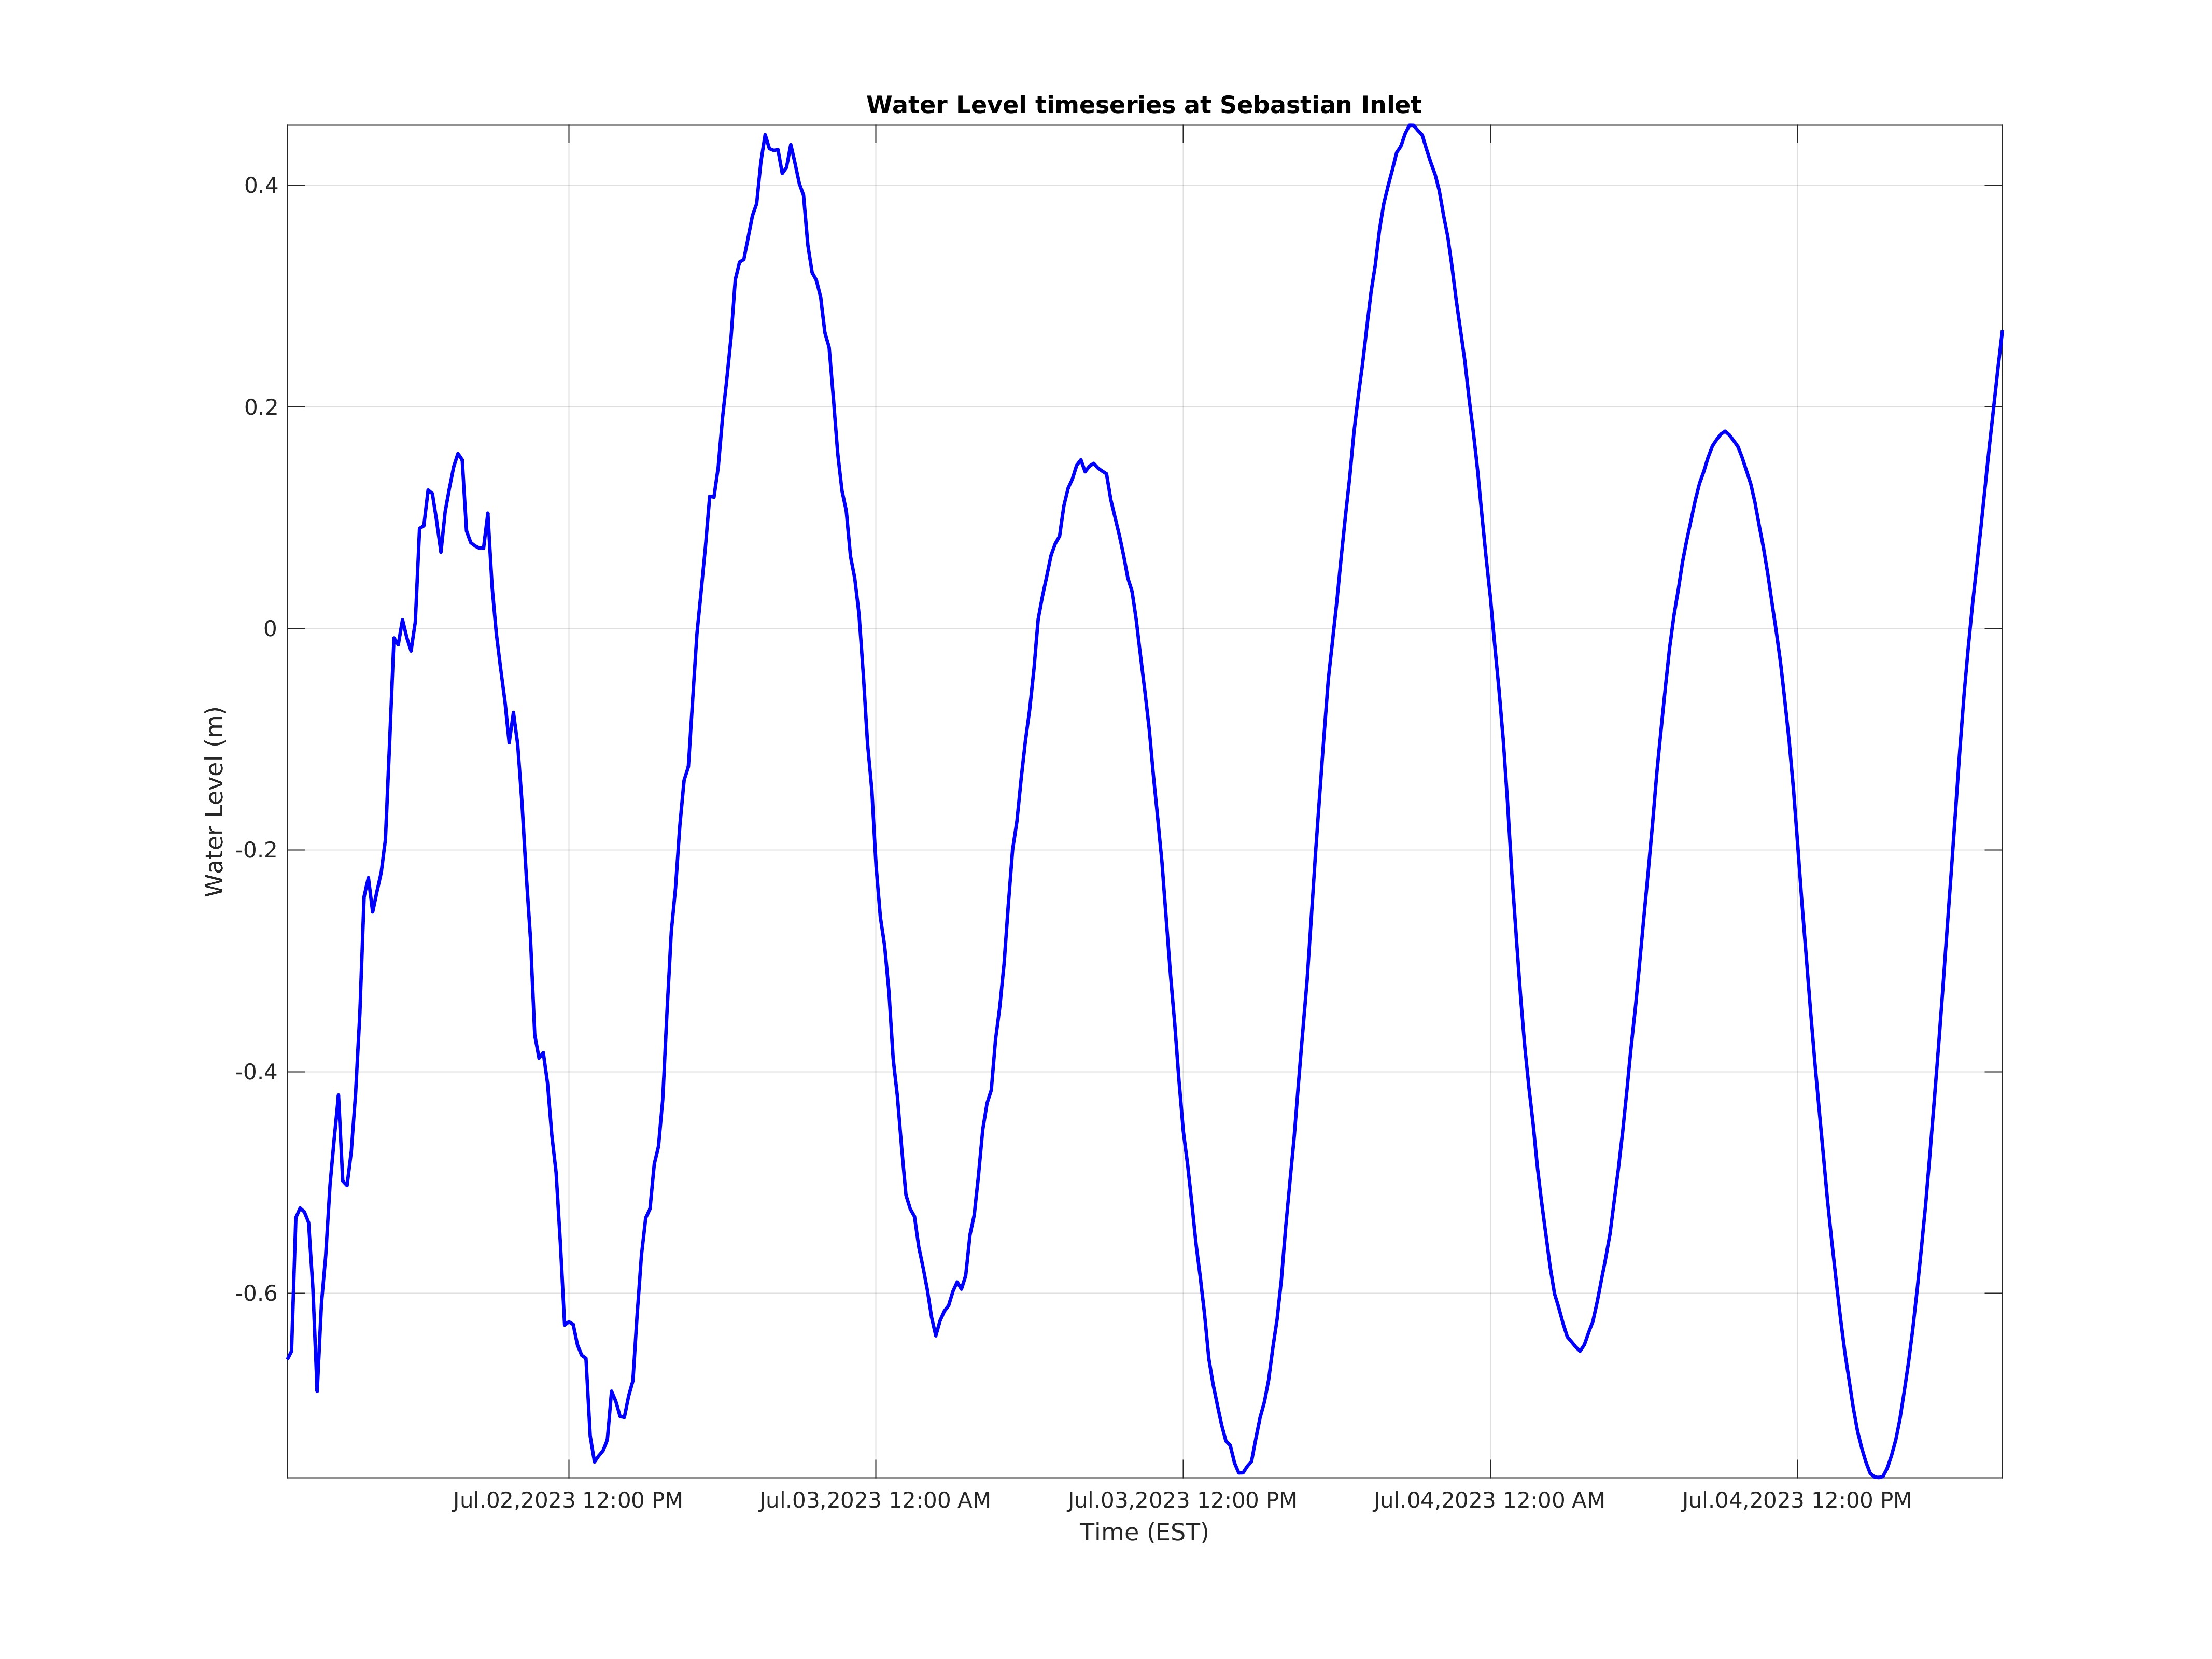 Water Level timeseries at Sebastian Inlet
0.4
0.2
0
-0.2
-0.4
-0.6
Water Level (m)
Jul.02,2023 12:00 PM
Jul.03,2023 12:00 AM
Jul.03,2023 12:00 PM
Jul.04,2023 12:00 AM
Jul.04,2023 12:00 PM
Time (EST)